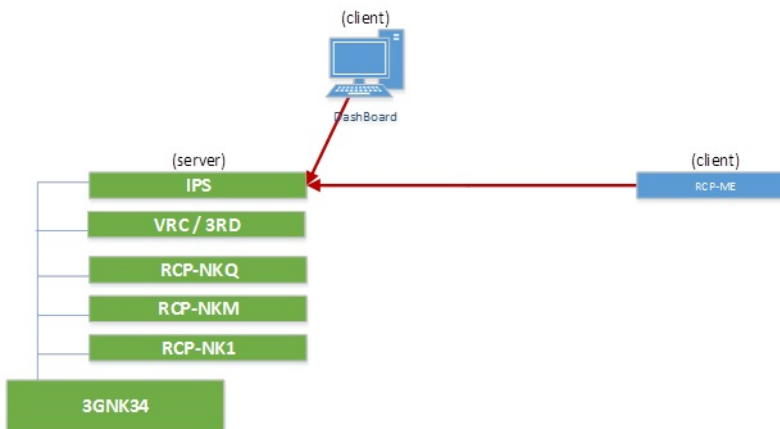 (client)
DashBoard
(server)
(client)
IPS
RCP-ME
VRC / 3RD
RCP-NKQ
RCP-NKM
RCP-NK1
3GNK34